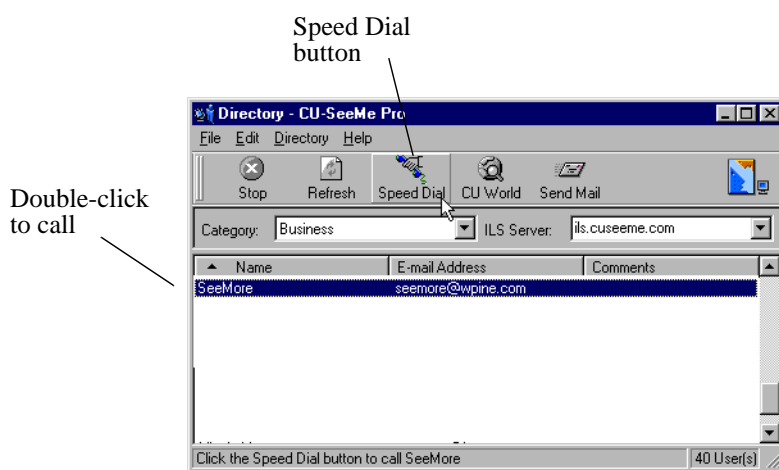 Speed Dial
button
Directory - CU-SeeMe Pro
File Edit Directory Help
Stop Refresh Speed Dial CU World Send Mail
Double-click
to call
Category: Business ILS Server: ils.cuseeme.com
Name E-mail Address Comments
SeeMore seemore@wpine.com
Click the Speed Dial button to call SeeMore 40 User(s)